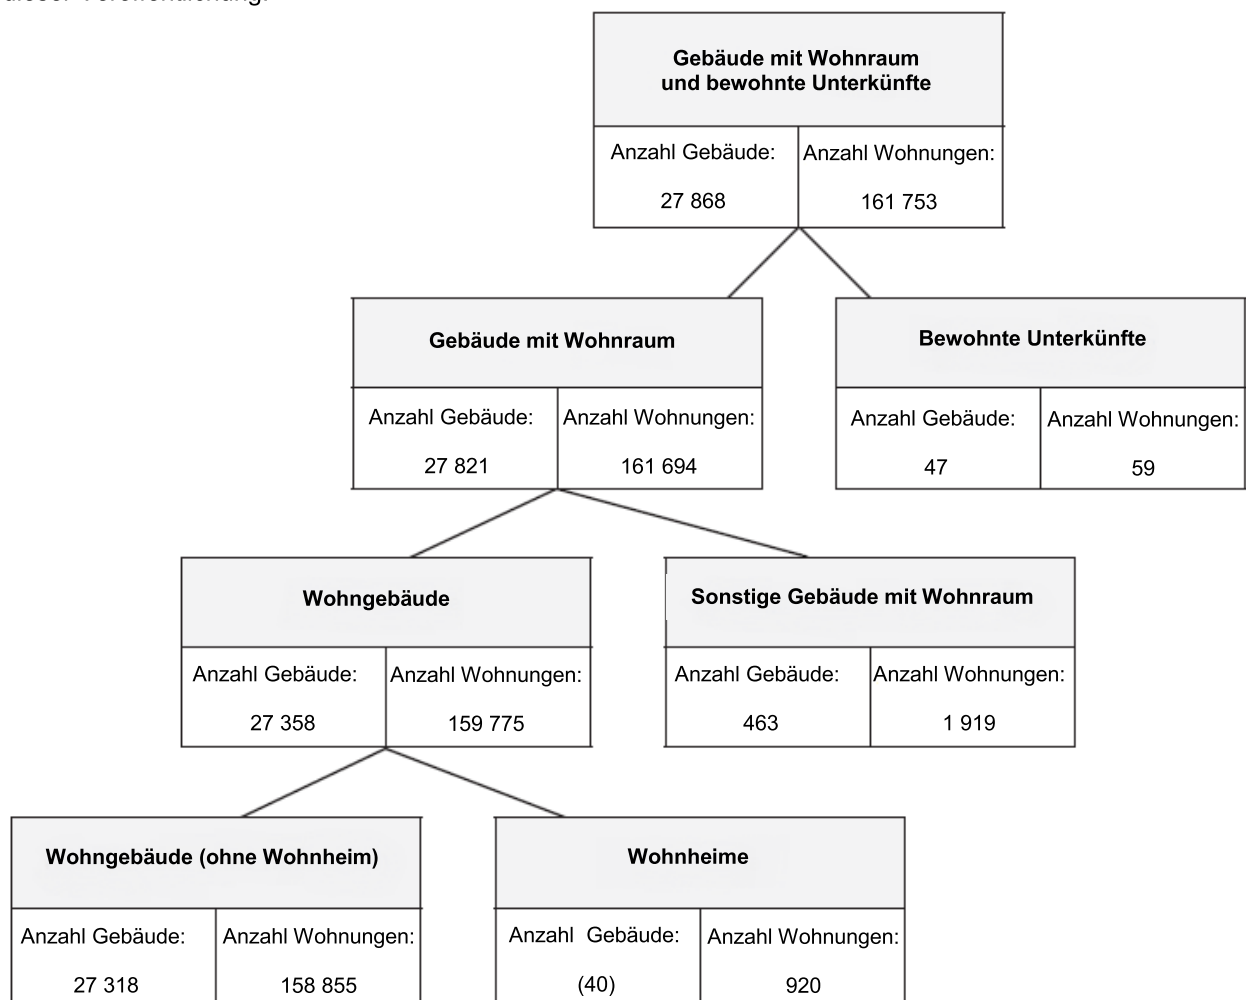 dieser Veröffentlichung.
Gebäude mit Wohnraum
und bewohnte Unterkünfte
Anzahl Gebäude: Anzahl Wohnungen:
27 868 161 753
Gebäude mit Wohnraum
Anzahl Gebäude: Anzahl Wohnungen:
27 821 161 694
Bewohnte Unterkünfte
Anzahl Gebäude: Anzahl Wohnungen:
47 59
Wohngebäude
Anzahl Gebäude: Anzahl Wohnungen:
27 358 159 775
Sonstige Gebäude mit Wohnraum
Anzahl Gebäude: Anzahl Wohnungen:
463 1 919
Wohngebäude (ohne Wohnheim)
Anzahl Gebäude: Anzahl Wohnungen:
27 318 158 855
Wohnheime
Anzahl Gebäude: Anzahl Wohnungen:
(40) 920